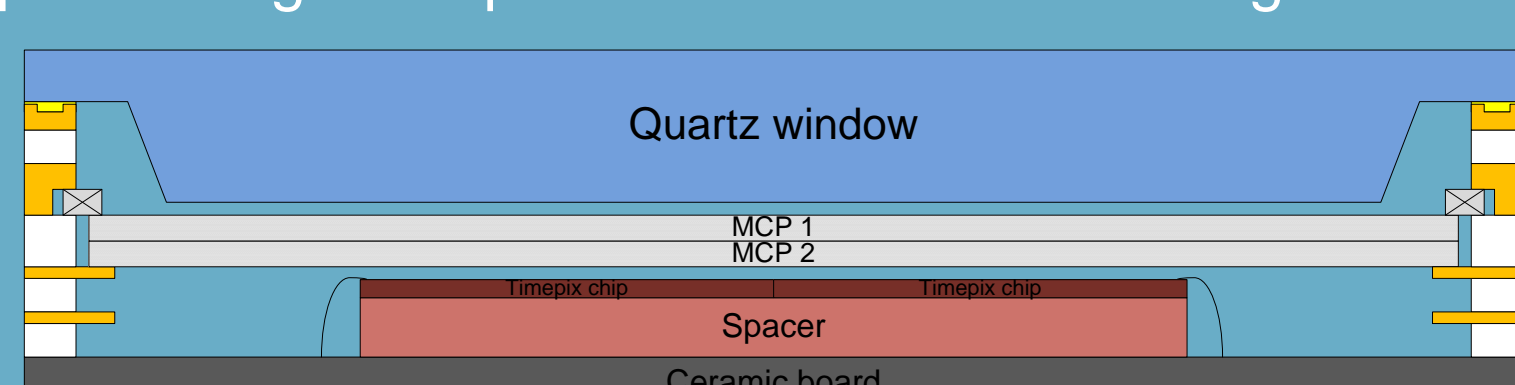 Quartz window
MCP 1
MCP 2
Timepix chip Timepix chip
Spacer
Ceramic board